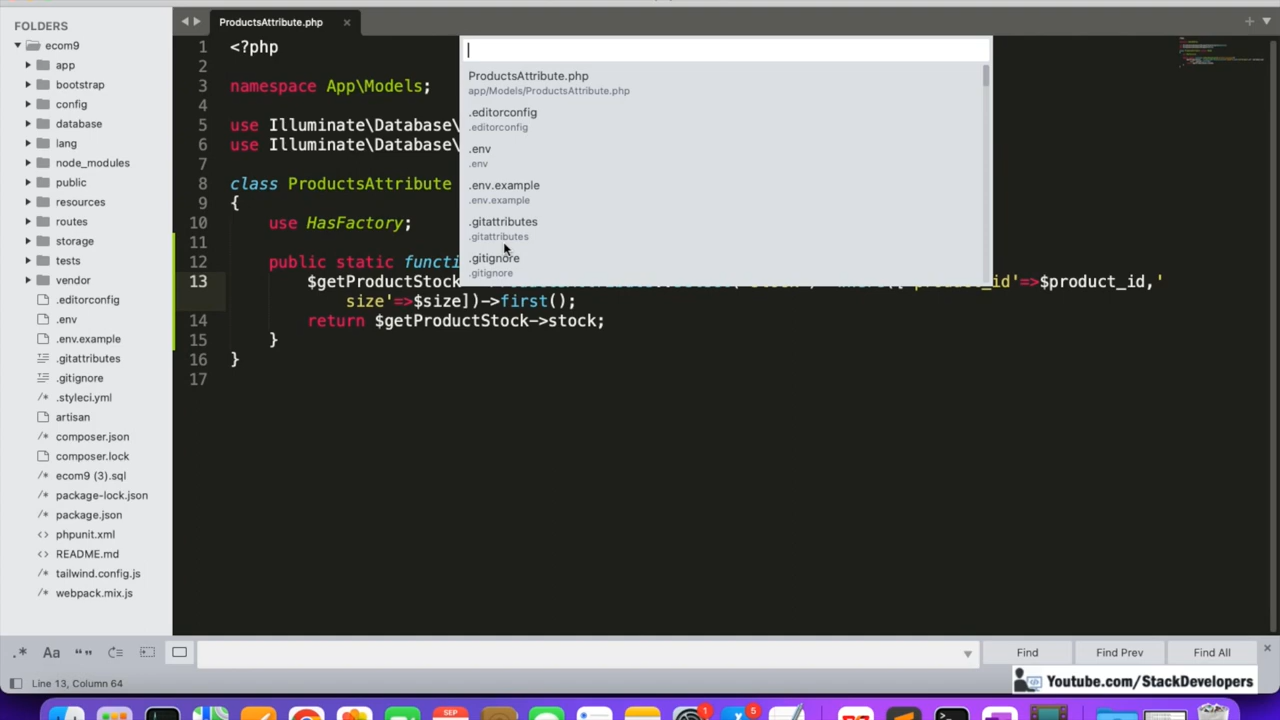 FOLDERS
ecom9
app
bootstrap
config
database
lang
node_modules
public
resources
routes
storage
tests
vendor
.editorconfig
.env
.env.example
.gitattributes
.gitignore
.styleci.yml
artisan
composer.json
composer.lock
ecom9 (3).sql
package-lock.json
package.json
phpunit.xml
README.md
tailwind.config.js
webpack.mix.js
ProductsAttribute.php
1 <?php
2
3 namespace App\Models;
4
5 use Illuminate\Database\
6 use Illuminate\Database\
7
8 class ProductsAttribute
9 {
10 use HasFactory;
11
12 public static functi
13 $getProductStock =>$product_id,'
size'=>$size])->first();
14 return $getProductStock->stock;
15 }
16 }
17
ProductsAttribute.php
app/Models/ProductsAttribute.php
.editorconfig
.editorconfig
.env
.env
.env.example
.env.example
.gitattributes
.gitattributes
.gitignore
.gitignore
.* Aa “ ”
Find
Find Prev
Find All
Line 13, Column 64
Youtube.com/StackDevelopers
SEP
1
5